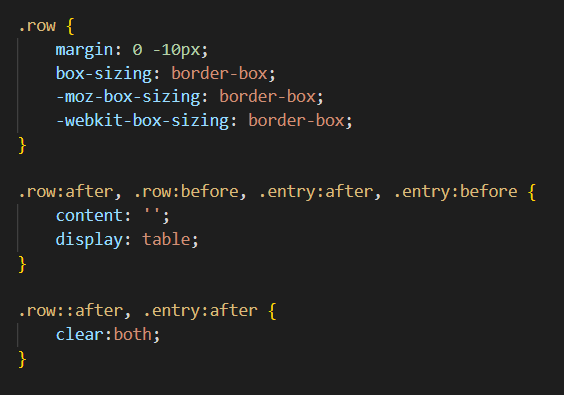 .row {
    margin: 0 -10px;
    box-sizing: border-box;
    -moz-box-sizing: border-box;
    -webkit-box-sizing: border-box;
}

.row:after, .row:before, .entry:after, .entry:before {
    content: '';
    display: table;
}

.row::after, .entry:after {
    clear:both;
}